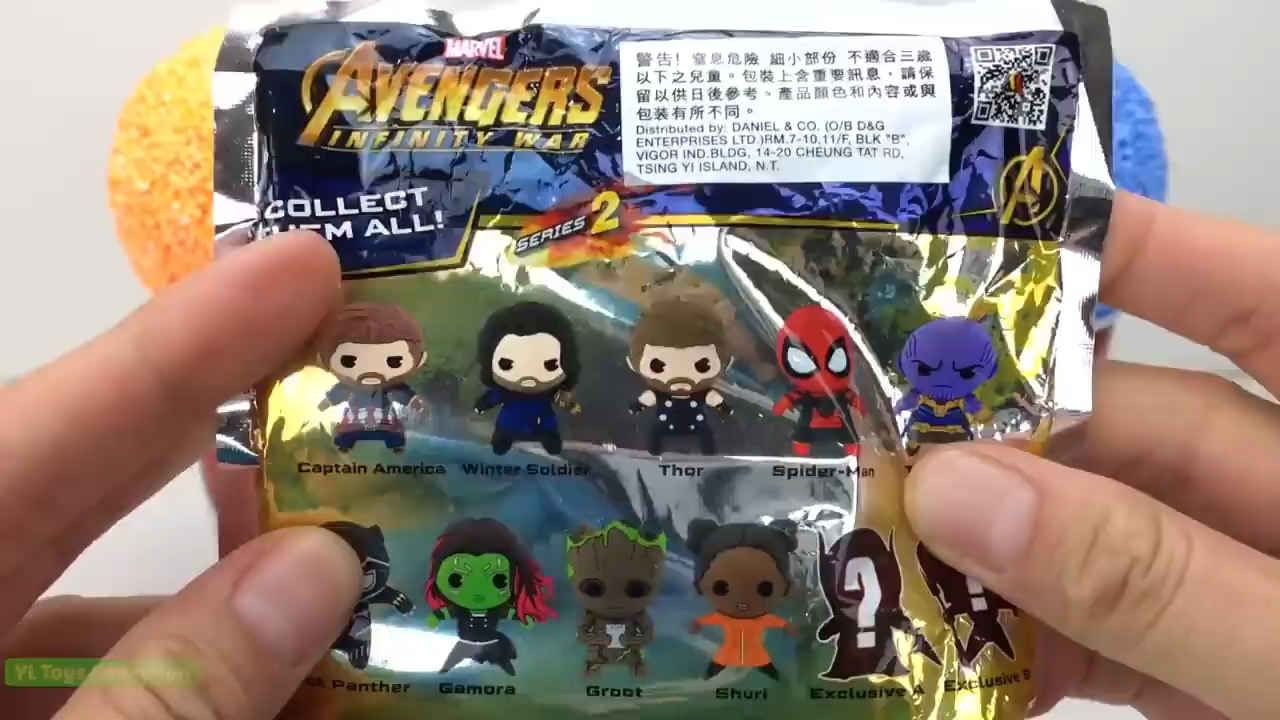 MARVEL
AVENGERS
INFINITY WAR
警告！窒息危險 細小部份 不適合三歲
以下之兒童。包裝上含重要訊息，請保
留以供日後參考。產品顏色和內容或與
包裝有所不同。
Distributed by: DANIEL & CO. (O/B D&G
ENTERPRISES LTD.)RM.7-10,11/F, BLK "B",
VIGOR IND.BLDG, 14-20 CHEUNG TAT RD,
TSING YI ISLAND, N.T.
COLLECT
THEM ALL!
SERIES 2
Captain America Winter Soldier Thor Spider-Man
Panther Gamora Groot Shuri Exclusive A Exclusive B
? ?
Yi Toys Collection